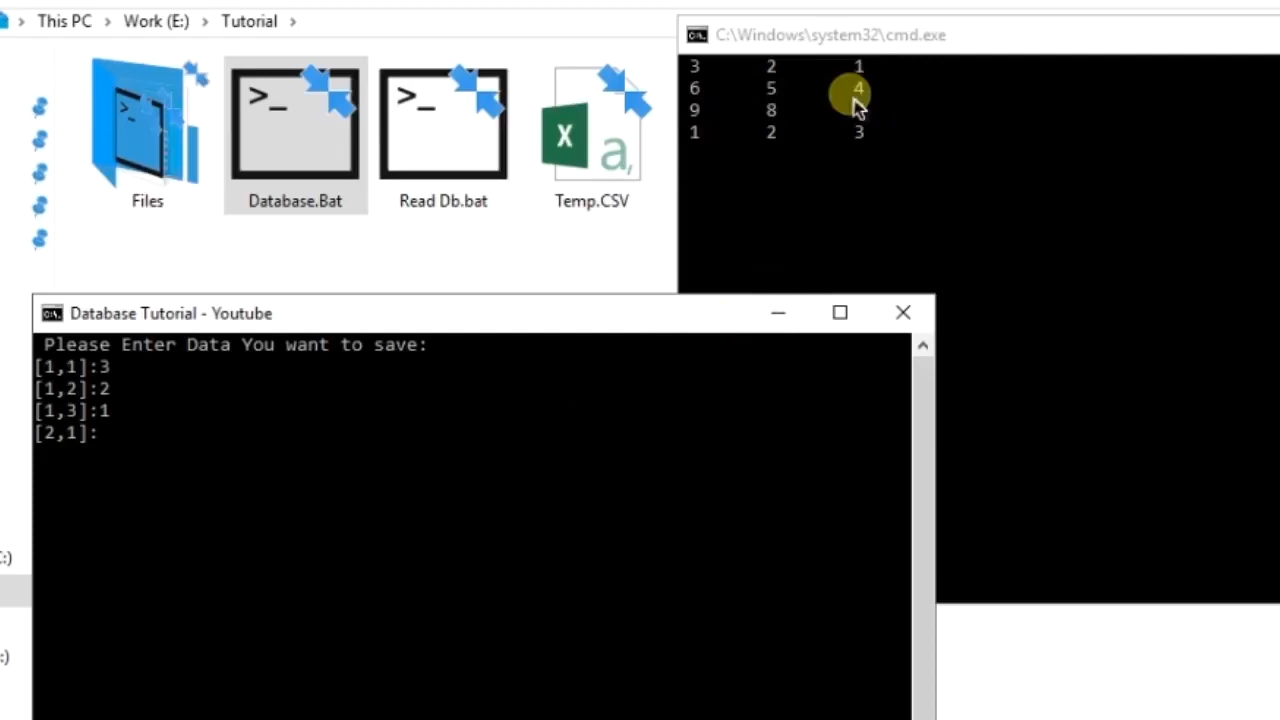 This PC > Work (E:) > Tutorial >
Files
Database.Bat
Read Db.bat
Temp.CSV
C:\Windows\system32\cmd.exe
3 2 1
6 5 4
9 8
1 2 3
Database Tutorial - Youtube
Please Enter Data You want to save:
[1,1]:3
[1,2]:2
[1,3]:1
[2,1]:
:)
:)